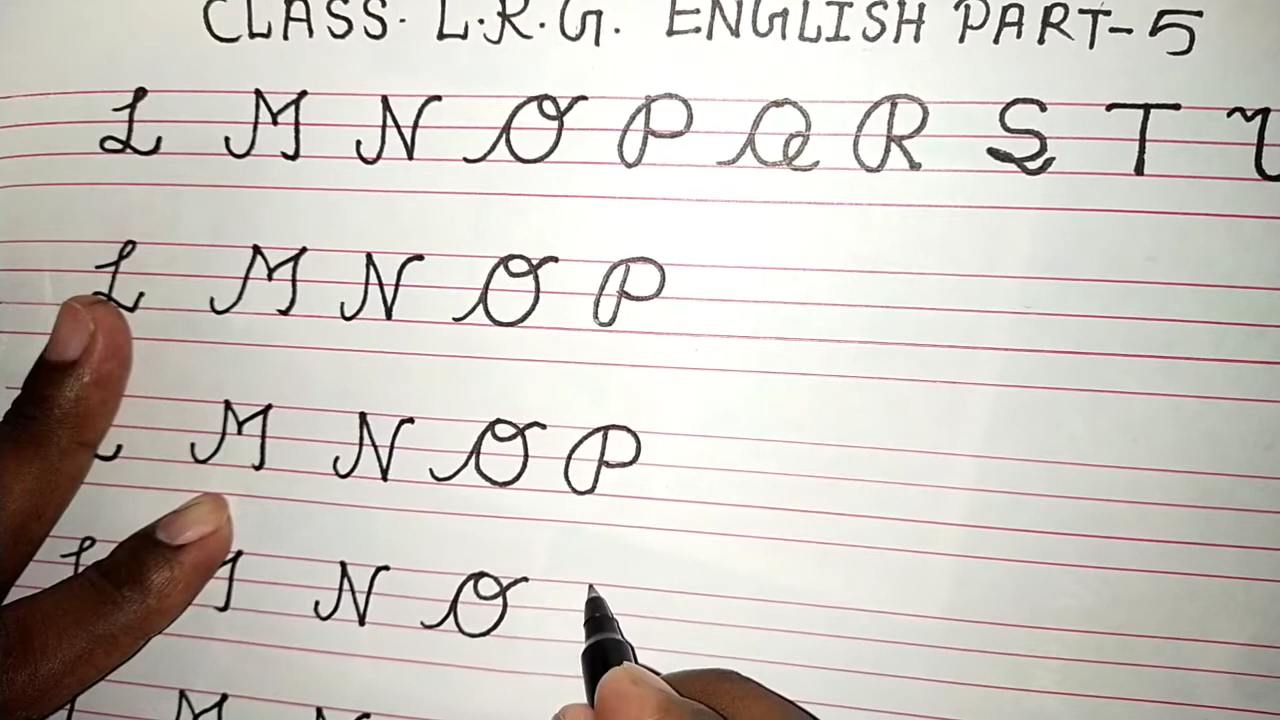 CLASS. L.R.G. ENGLISH PART-5
L M N O P Q R S T
L M N O P
L M N O P
L M N O
M N